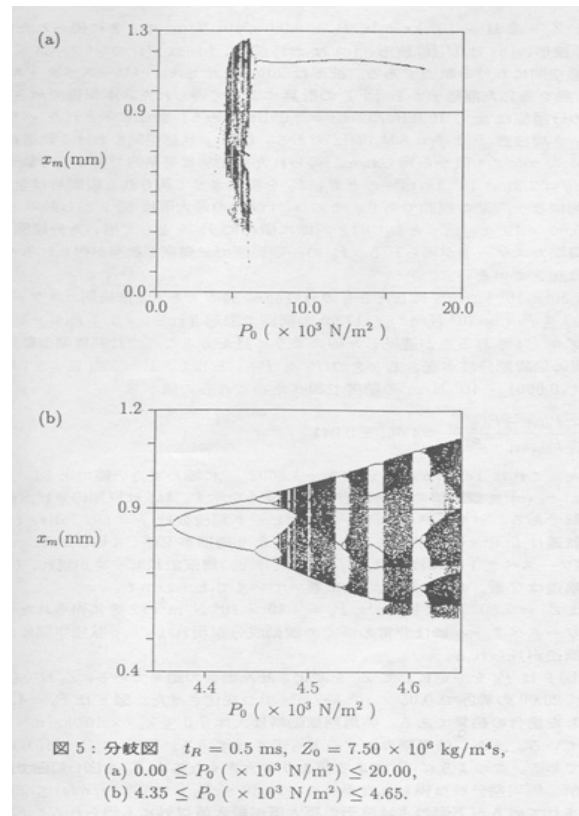 (a)
1.3
0.9
x_m(mm)
0.0
0.0 10.0 20.0
P_0 ( × 10^3 N/m^2 )
(b)
1.2
0.9
x_m(mm)
0.4
4.4 4.5 4.6
P_0 ( × 10^3 N/m^2 )
図 5 : 分岐図 t_R = 0.5 ms, Z_0 = 7.50 × 10^6 kg/m^4s,
(a) 0.00 ≤ P_0 ( × 10^3 N/m^2) ≤ 20.00,
(b) 4.35 ≤ P_0 ( × 10^3 N/m^2) ≤ 4.65.